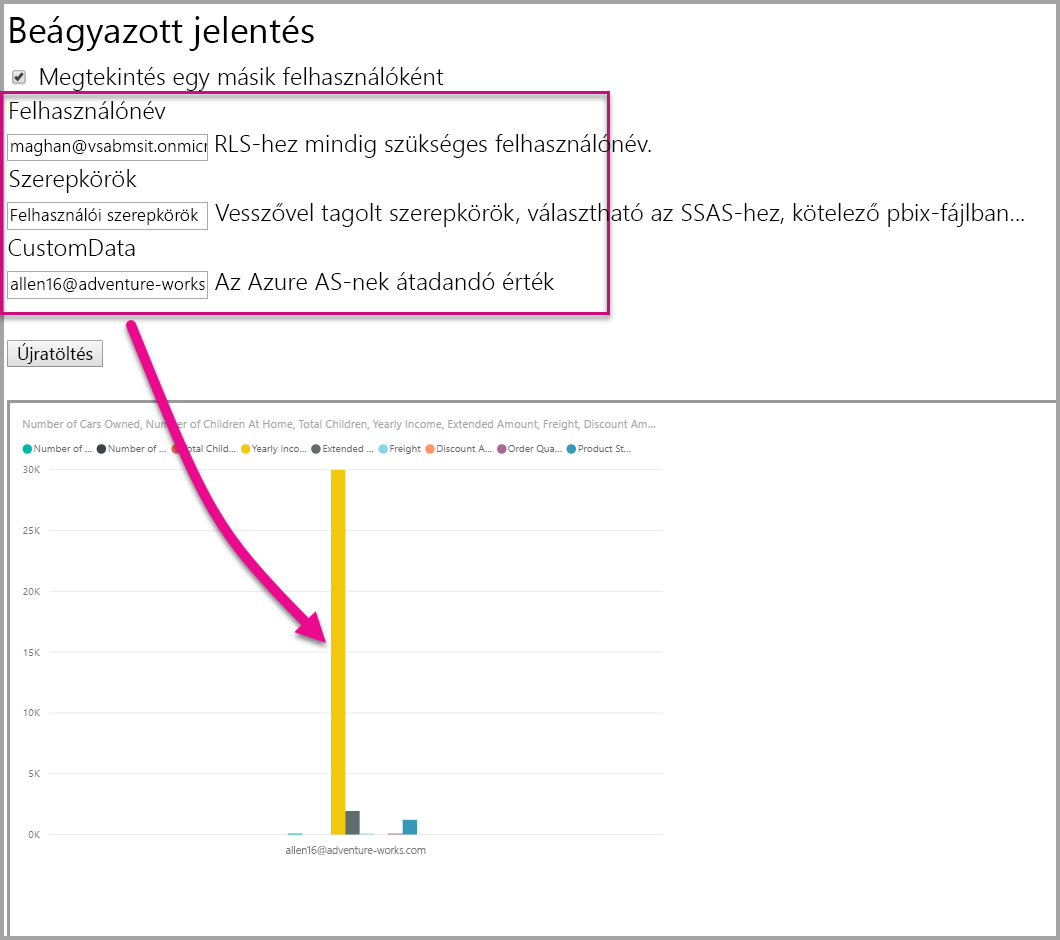 Beágyazott jelentés
Megtekintés egy másik felhasználóként
Felhasználónév
maghan@vsabmsit.onmicr RLS-hez mindig szükséges felhasználónév.
Szerepkörök
Felhasználói szerepkörök Vesszővel tagolt szerepkörök, választható az SSAS-hez, kötelező pbix-fájlban...
CustomData
allen16@adventure-works Az Azure AS-nek átadandó érték
Újratöltés
Number of Cars Owned, Number of Children At Home, Total Children, Yearly Income, Extended Amount, Freight, Discount Am...
Number of ... Number of ... Total Child... Yearly Inco... Extended ... Freight Discount A... Order Qua... Product St...
30K
25K
20K
15K
10K
5K
0K
allen16@adventure-works.com